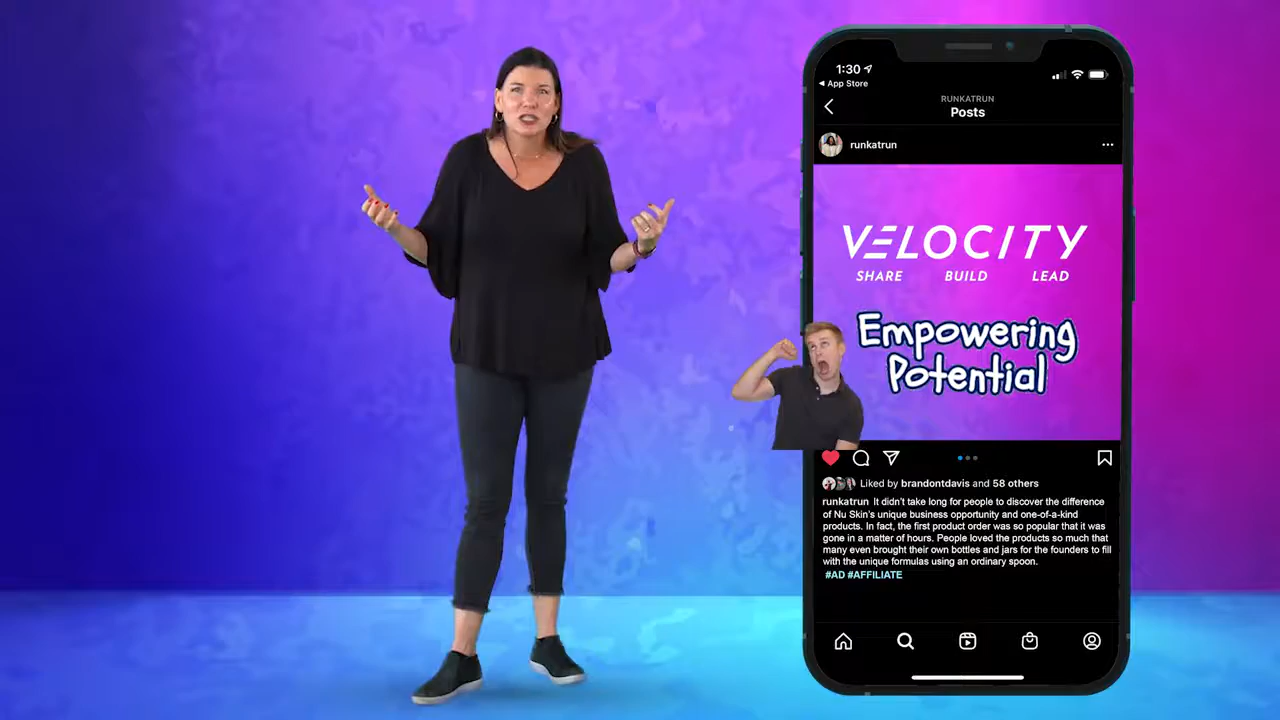 1:30
App Store
RUNKATRUN
Posts
runkatrun
VELOCITY
SHARE BUILD LEAD
Empowering
Potential
Liked by brandontdavis and 58 others
runkatrun It didn't take long for people to discover the difference
of Nu Skin's unique business opportunity and one-of-a-kind
products. In fact, the first product order was so popular that it was
gone in a matter of hours. People loved the products so much that
many even brought their own bottles and jars for the founders to fill
with the unique formulas using an ordinary spoon.
#AD #AFFILIATE